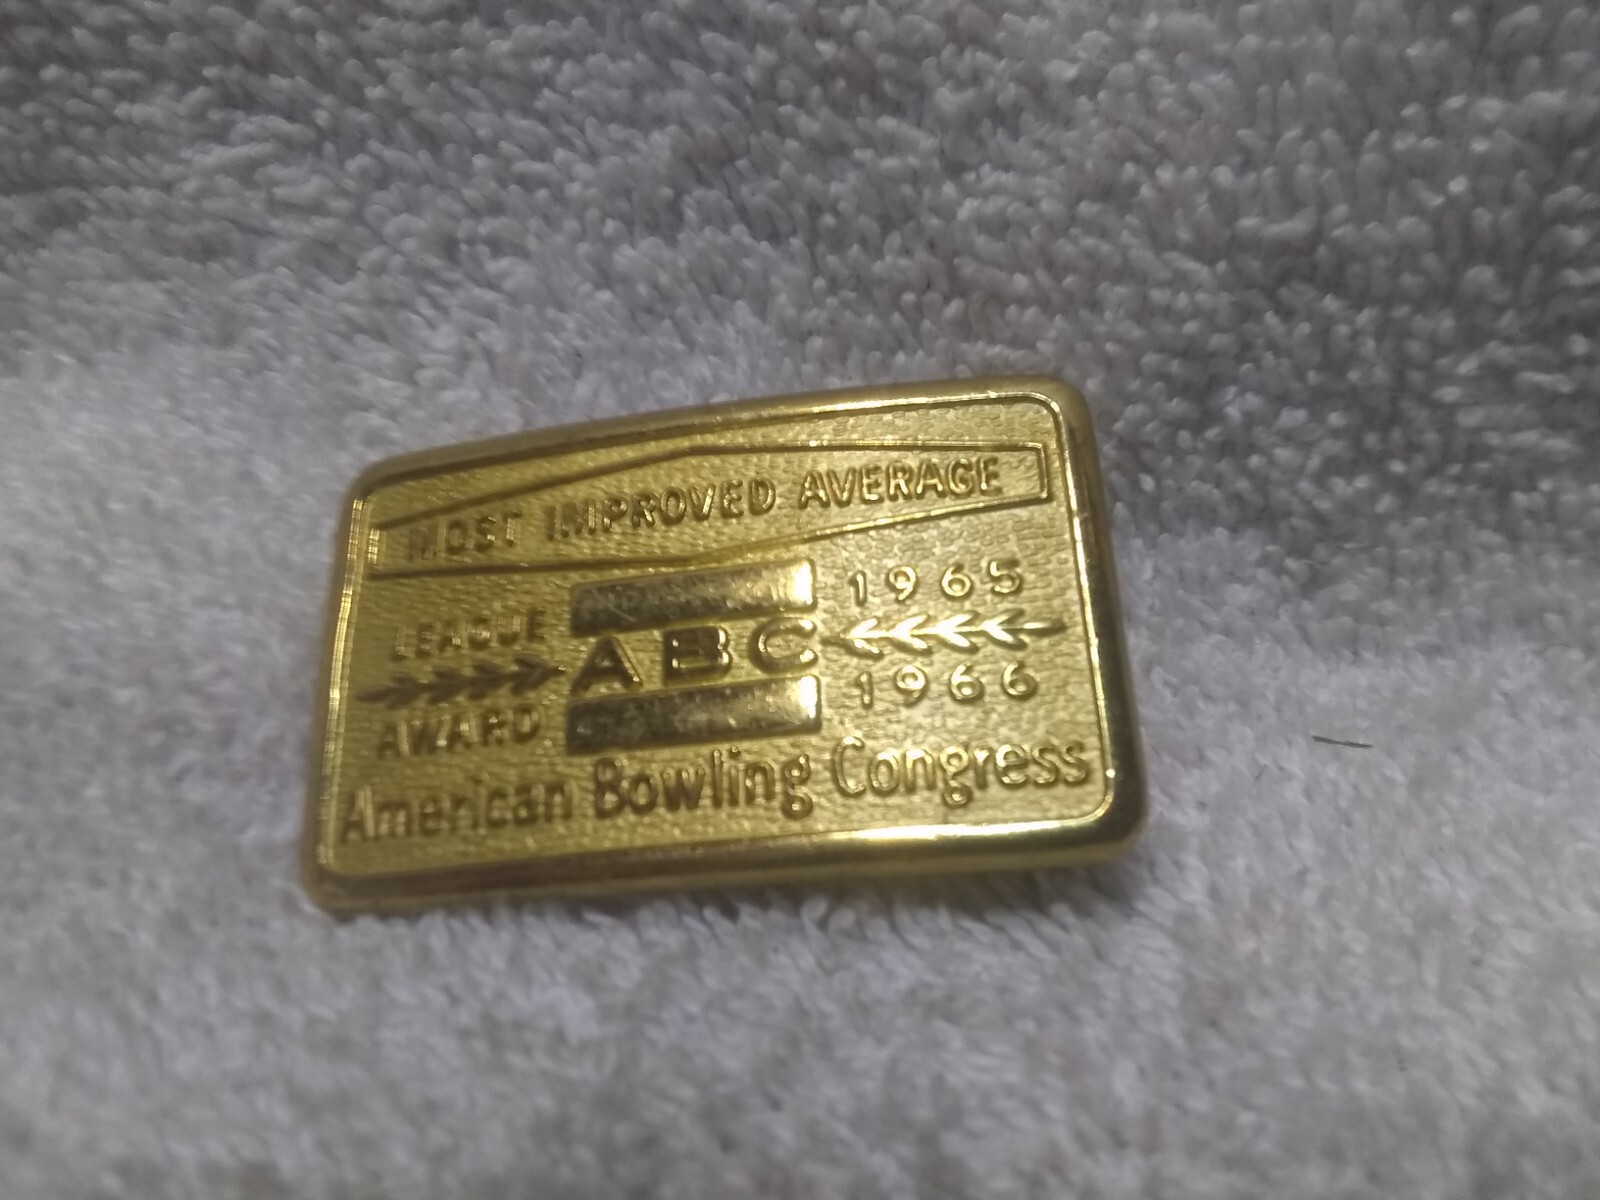 MOST IMPROVED AVERAGE
LEAGUE
AWARD
ABC
1965
1966
American Bowling Congress